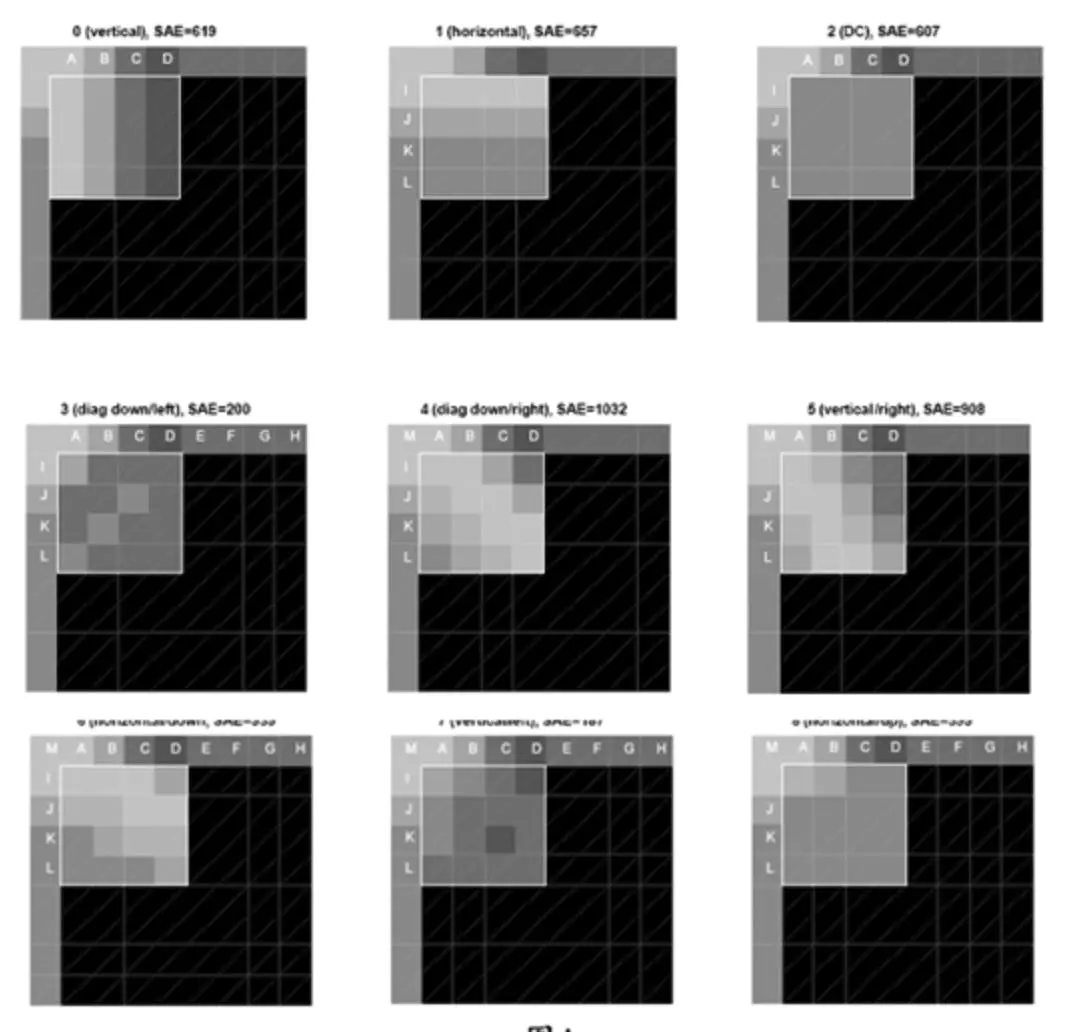 0 (vertical), SAE=619
1 (horizontal), SAE=657
2 (DC), SAE=607
A B C D
A B C D
I
J
K
L
I
J
K
L
3 (diag down/left), SAE=200
4 (diag down/right), SAE=1032
5 (vertical/right), SAE=908
A B C D E F G H
M A B C D
M A B C D
I
J
K
L
I
J
K
L
J
K
L
M A B C D E F G H
M A B C D E F G H
M A B C D E F G H
I
J
K
L
I
J
K
L
I
J
K
L